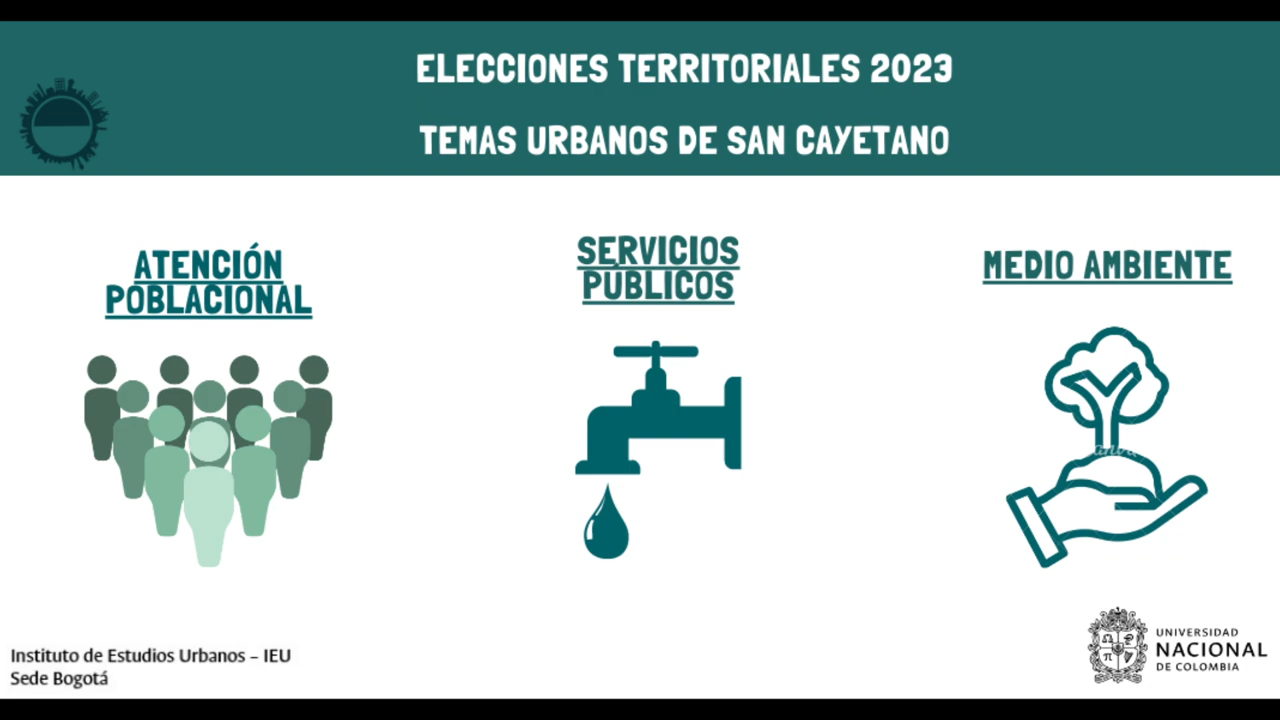 ELECCIONES TERRITORIALES 2023
TEMAS URBANOS DE SAN CAYETANO
ATENCIÓN
POBLACIONAL
SERVICIOS
PÚBLICOS
MEDIO AMBIENTE
Instituto de Estudios Urbanos – IEU
Sede Bogotá
UNIVERSIDAD
NACIONAL
DE COLOMBIA